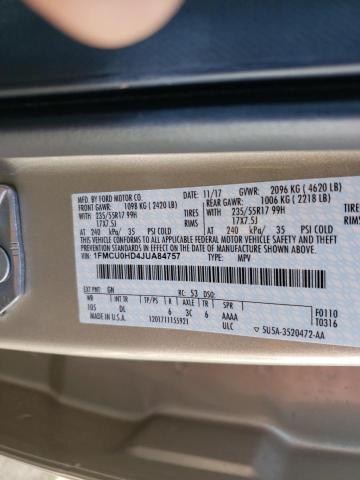 MFD. BY FORD MOTOR CO. 11/17 GVWR: 2096 KG ( 4620 LB)
FRONT GAWR: 1098 KG ( 2420 LB) REAR GAWR: 1006 KG ( 2218 LB)
235/55R17 99H TIRES 235/55R17 99H TIRES
17X7.5J RIMS 17X7.5J RIMS
AT 240 kPa/ 35 PSI COLD AT 240 kPa/ 35 PSI COLD
THIS VEHICLE CONFORMS TO ALL APPLICABLE FEDERAL MOTOR VEHICLE SAFETY AND BUMPER STANDARDS AND THEFT
PREVENTION STANDARDS IN EFFECT ON THE DATE OF MANUFACTURE SHOWN ABOVE.
VIN: 1FMCU0HD4JUA84757 TYPE: MPV
EXT PNT: GN RC: 53 DSO:
WB INT TR TP/PS R AXLE TR SPR
105 DL 6 3C 6 AAAA F0110
MADE IN U.S.A. 1201711155921 ULC SU5A-3520472-AA T0316